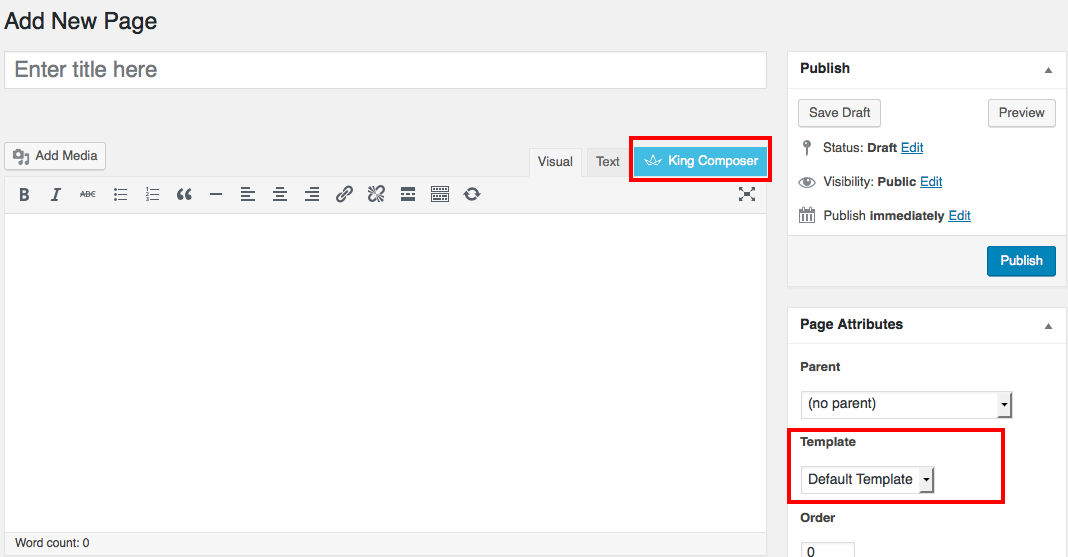 Add New Page
Enter title here
Add Media
Visual
Text
King Composer
B
I
ABC
Word count: 0
Publish
Save Draft
Preview
Status: Draft Edit
Visibility: Public Edit
Publish immediately Edit
Publish
Page Attributes
Parent
(no parent)
Template
Default Template
Order
0